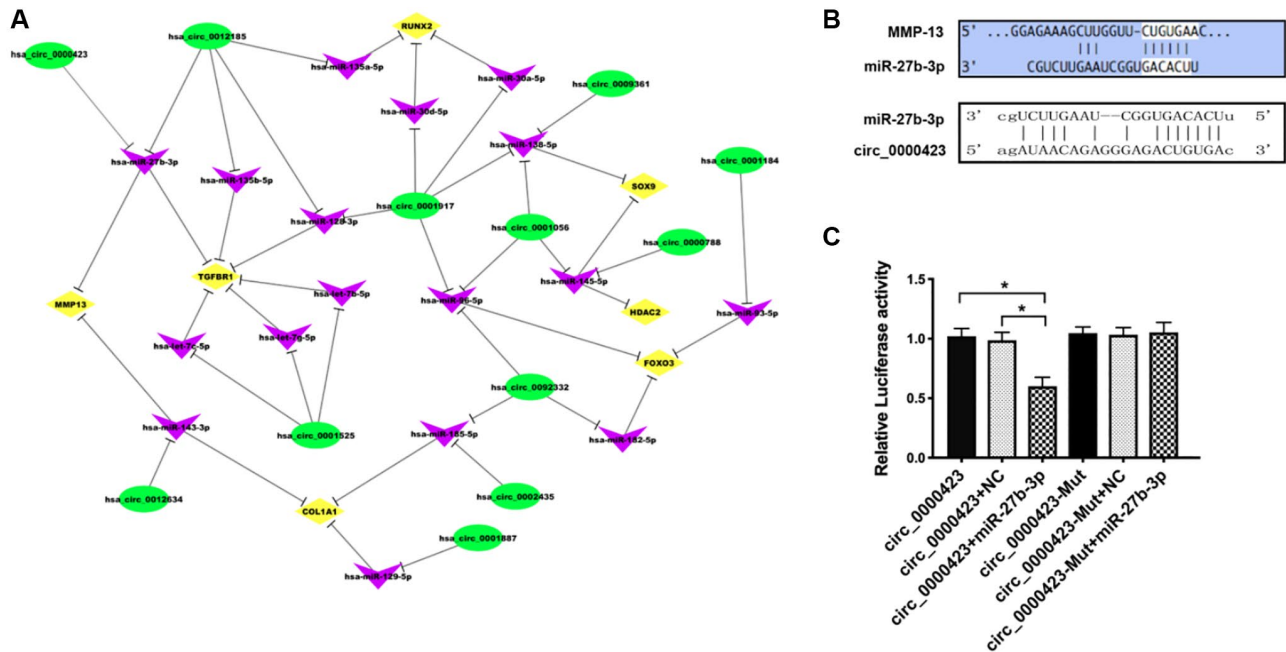 A
RUNX2
hsa_circ_0012185
hsa_circ_0000423
hsa-miR-135a-5p
hsa-miR-30a-5p
hsa_circ_0009361
hsa-miR-30d-5p
hsa-miR-138-5p
hsa-miR-27b-3p
hsa_circ_0001184
hsa-miR-135b-5p
SOX9
hsa_circ_0001917
hsa-miR-128-3p
hsa_circ_0001056
hsa_circ_0000788
TGFBR1
hsa-miR-145-5p
hsa-let-7b-5p
hsa-miR-96-5p
MMP13
HDAC2
hsa-miR-93-5p
hsa-let-7g-5p
hsa-let-7c-5p
FOXO3
hsa_circ_0092332
hsa-miR-143-3p
hsa_circ_0001525
hsa-miR-185-5p
hsa-miR-182-5p
hsa_circ_0012634
hsa_circ_0002435
COL1A1
hsa_circ_0001887
hsa-miR-129-5p
B
MMP-13 5' ...GGAGAAAGCUUGGUU-CUGUGAAC...
miR-27b-3p 3' CGUCUUGAAUCGGUGACACUU
miR-27b-3p 3' cgUCUUGAAU--CGGUGACACUu 5'
circ_0000423 5' agAUAACAGAGGGAGACUGUGAc 3'
C
Relative Luciferase activity
1.5
1.0
0.5
0.0
*
*
circ_0000423
circ_0000423+NC
circ_0000423+miR-27b-3p
circ_0000423-Mut
circ_0000423-Mut+NC
circ_0000423-Mut+miR-27b-3p